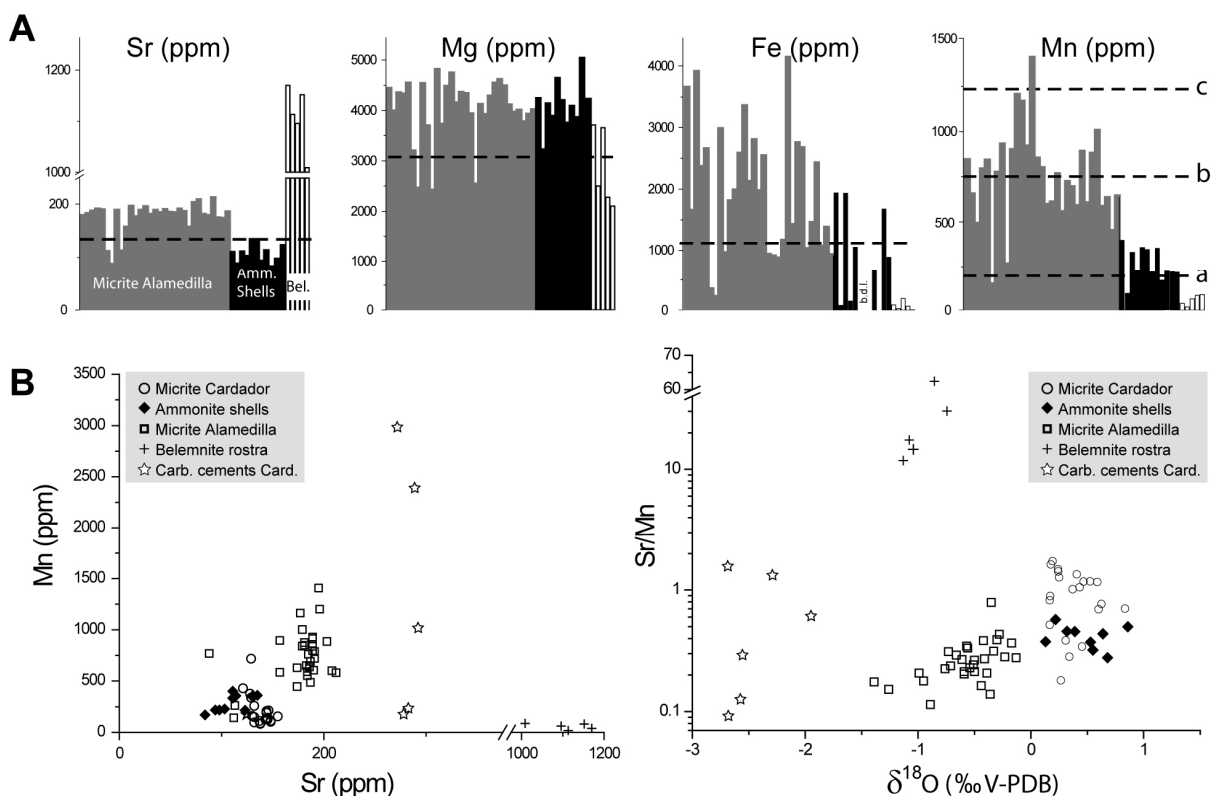 A
Sr (ppm)
1200
1000
200
0
Micrite Alamedilla
Amm.
Shells
Bel.
Mg (ppm)
5000
4000
3000
2000
1000
0
Fe (ppm)
4000
3000
2000
1000
0
b.d.l.
Mn (ppm)
1500
1000
500
0
c
b
a
B
3500
3000
2500
2000
1500
1000
500
0
Mn (ppm)
Micrite Cardador
Ammonite shells
Micrite Alamedilla
Belemnite rostra
Carb. cements Card.
0
200
1000
1200
Sr (ppm)
70
60
10
1
0.1
Sr/Mn
Micrite Cardador
Ammonite shells
Micrite Alamedilla
Belemnite rostra
Carb. cements Card.
-3
-2
-1
0
1
δ¹⁸O (‰V-PDB)